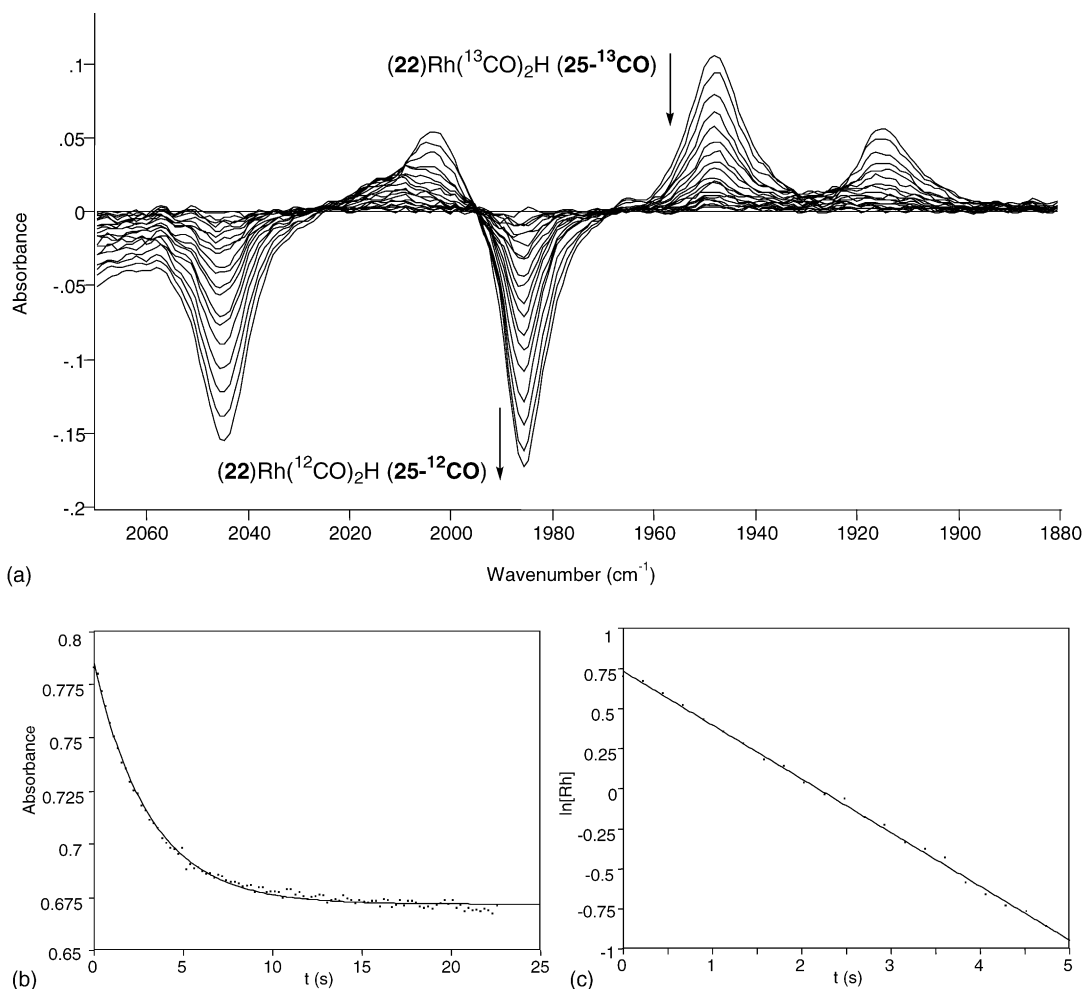 (22)Rh(¹³CO)₂H (25-¹³CO)
.1
.05
0
-.05
-.1
-.15
-.2
Absorbance
(22)Rh(¹²CO)₂H (25-¹²CO)
2060 2040 2020 2000 1980 1960 1940 1920 1900 1880
Wavenumber (cm⁻¹)
(a)
0.8
0.775
0.75
0.725
0.7
0.675
0.65
Absorbance
0 5 10 15 20 25
t (s)
(b)
1
0.75
0.5
0.25
0
-0.25
-0.5
-0.75
-1
ln[Rh]
0 1 2 3 4 5
t (s)
(c)